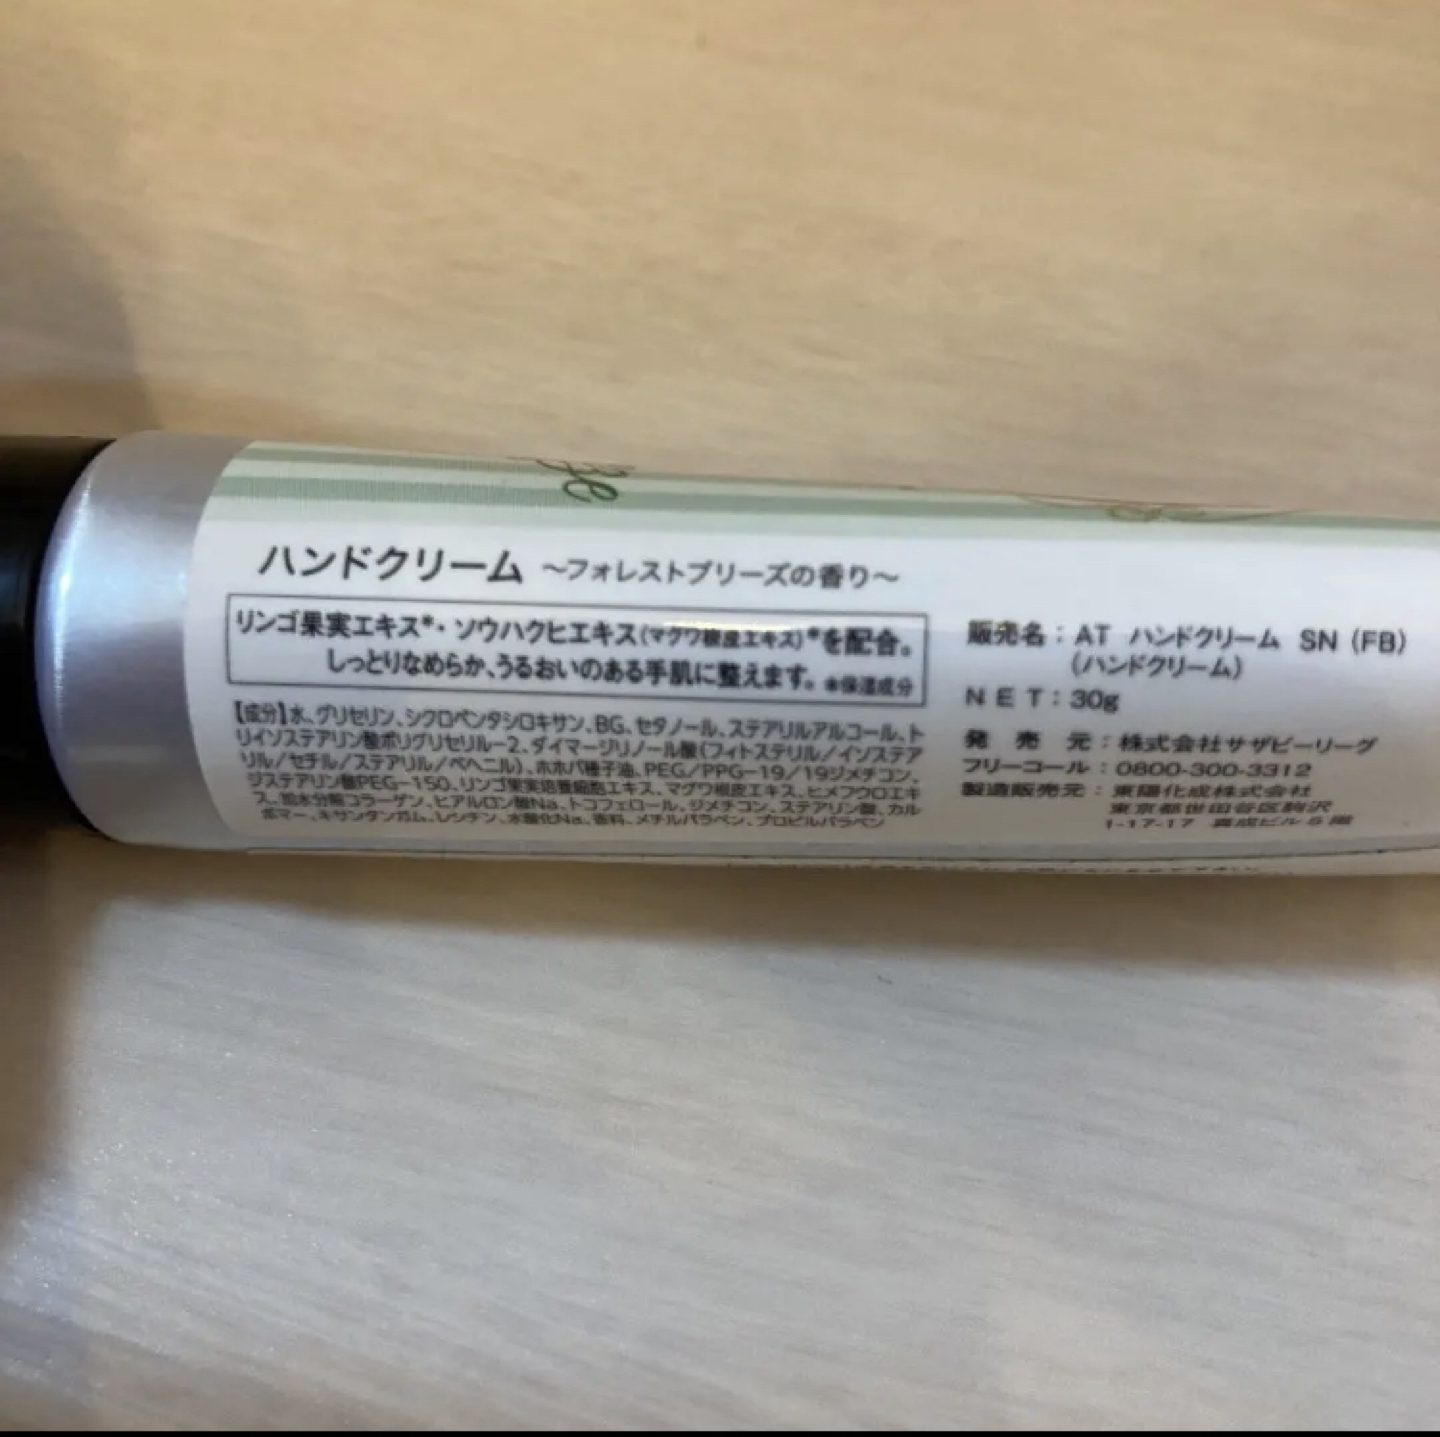 ハンドクリーム ～フォレストブリーズの香り～
リンゴ果実エキス*・ソウハクヒエキス(マグワ根皮エキス)*を配合。
しっとりなめらか、うるおいのある手肌に整えます。*保湿成分
【成分】水、グリセリン、シクロペンタシロキサン、BG、セタノール、ステアリルアルコール、ト
リイソステアリン酸ポリグリセリル-2、ダイマージリノール酸(フィトステリル/イソステア
リル/セチル/ステアリル/ベヘニル)、ホホバ種子油、PEG/PPG-19/19ジメチコン、
ジステアリン酸PEG-150、リンゴ果実培養細胞エキス、マグワ根皮エキス、ヒメフウロエキ
ス、加水分解コラーゲン、ヒアルロン酸Na、トコフェロール、ジメチコン、ステアリン酸、カル
ボマー、キサンタンガム、レシチン、水酸化Na、香料、メチルパラベン、プロピルパラベン
販売名：AT ハンドクリーム SN (FB)
(ハンドクリーム)
NET：30g
発売元：株式会社サザビーリーグ
フリーコール：0800-300-3312
製造販売元：東陽化成株式会社
東京都世田谷区駒沢
1-17-17 真成ビル5階